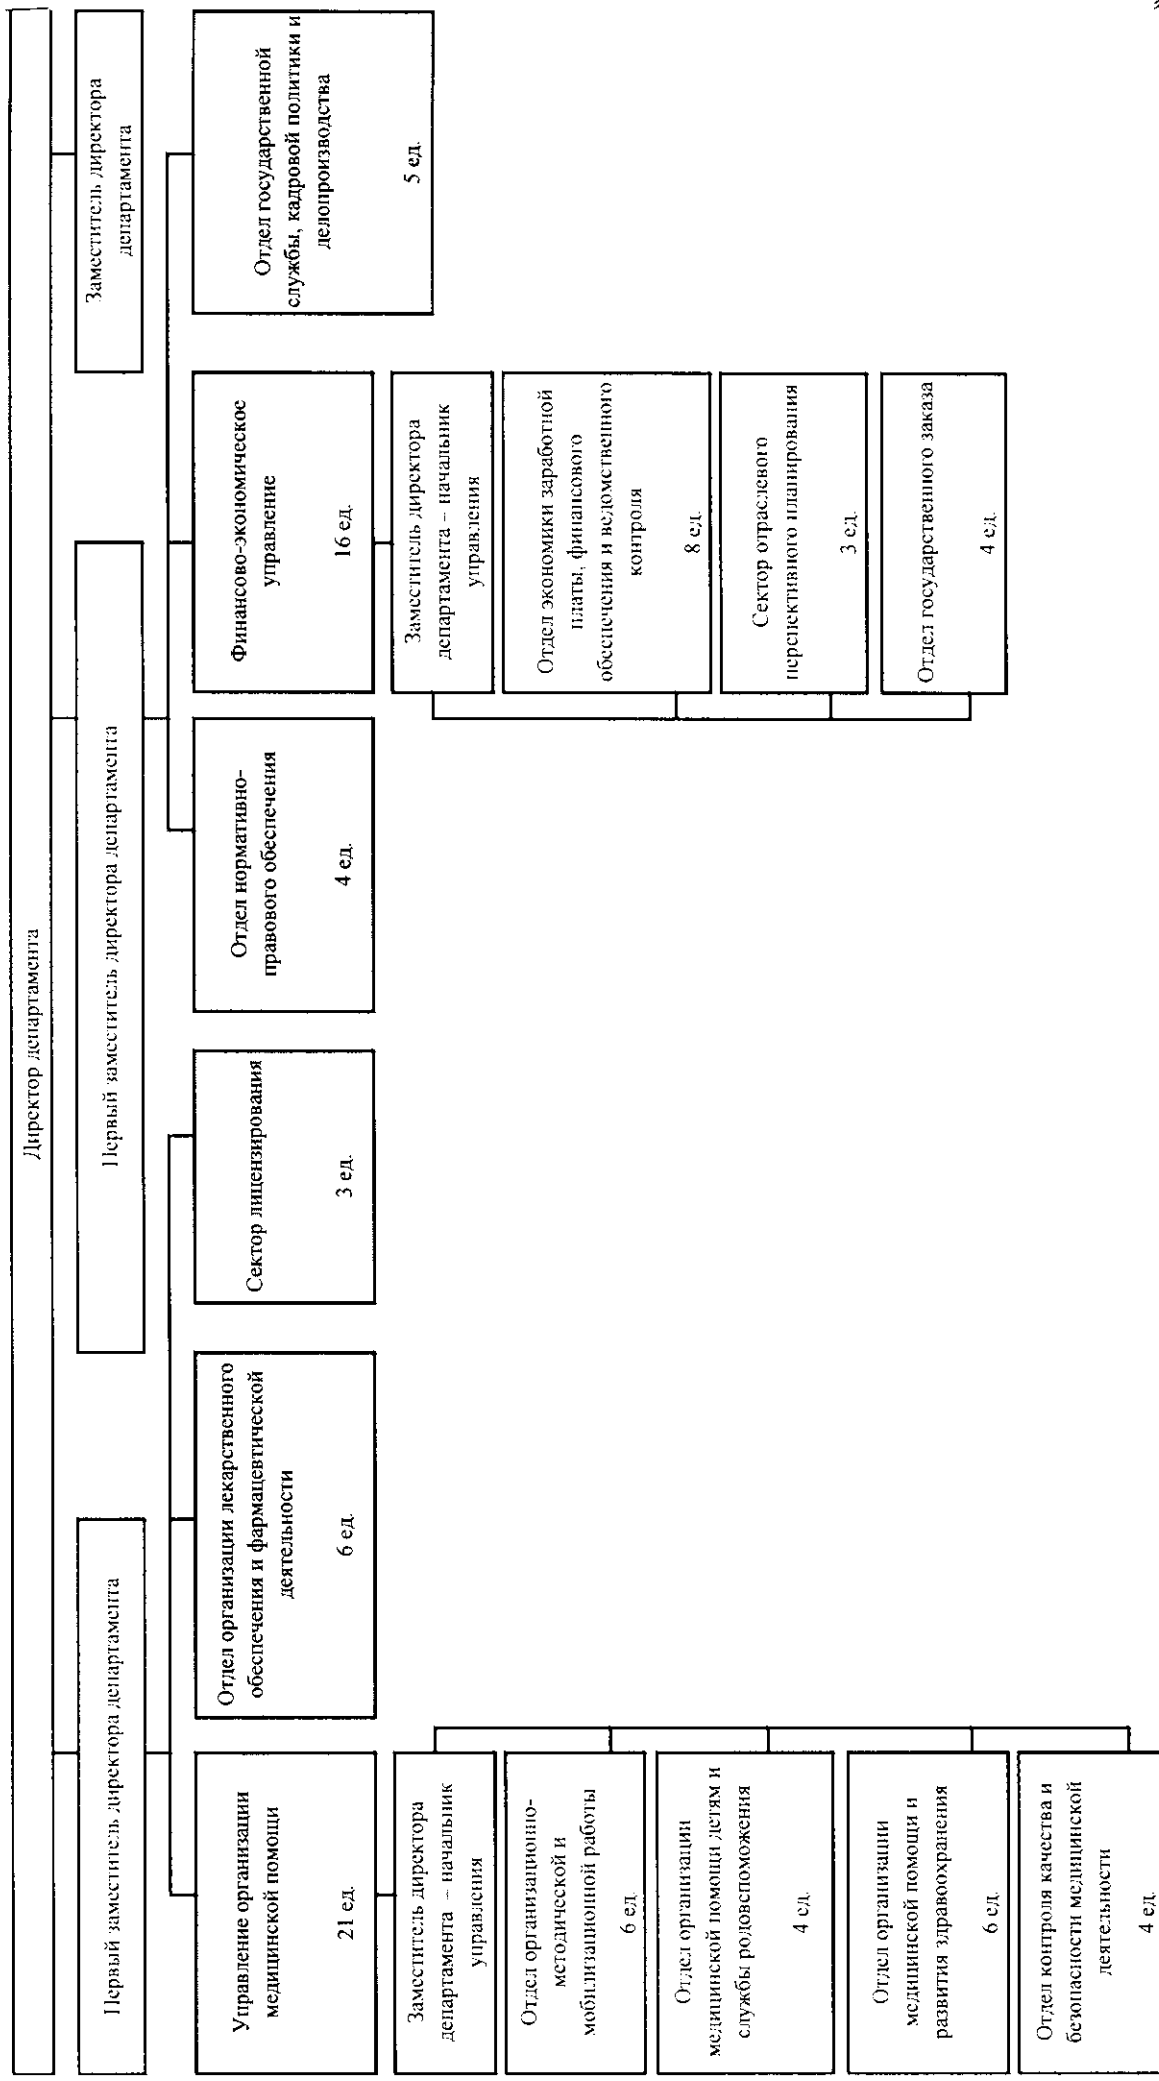 Директор департамента
Первый заместитель директора департамента
Первый заместитель директора департамента
Заместитель директора
департамента
Управление организации
медицинской помощи
21 ед.
Отдел организации лекарственного
обеспечения и фармацевтической
деятельности
6 ед.
Сектор лицензирования
3 ед.
Отдел нормативно-
правового обеспечения
4 ед.
Финансово-экономическое
управление
16 ед.
Отдел государственной
службы, кадровой политики и
делопроизводства
5 ед.
Заместитель директора
департамента – начальник
управления
Отдел организационно-
методической и
мобилизационной работы
6 ед.
Отдел организации
медицинской помощи детям и
службы родовспоможения
4 ед.
Отдел организации
медицинской помощи и
развития здравоохранения
6 ед.
Отдел контроля качества и
безопасности медицинской
деятельности
4 ед.
Заместитель директора
департамента – начальник
управления
Отдел экономики заработной
платы, финансового
обеспечения и ведомственного
контроля
8 ед.
Сектор отраслевого
перспективного планирования
3 ед.
Отдел государственного заказа
4 ед.